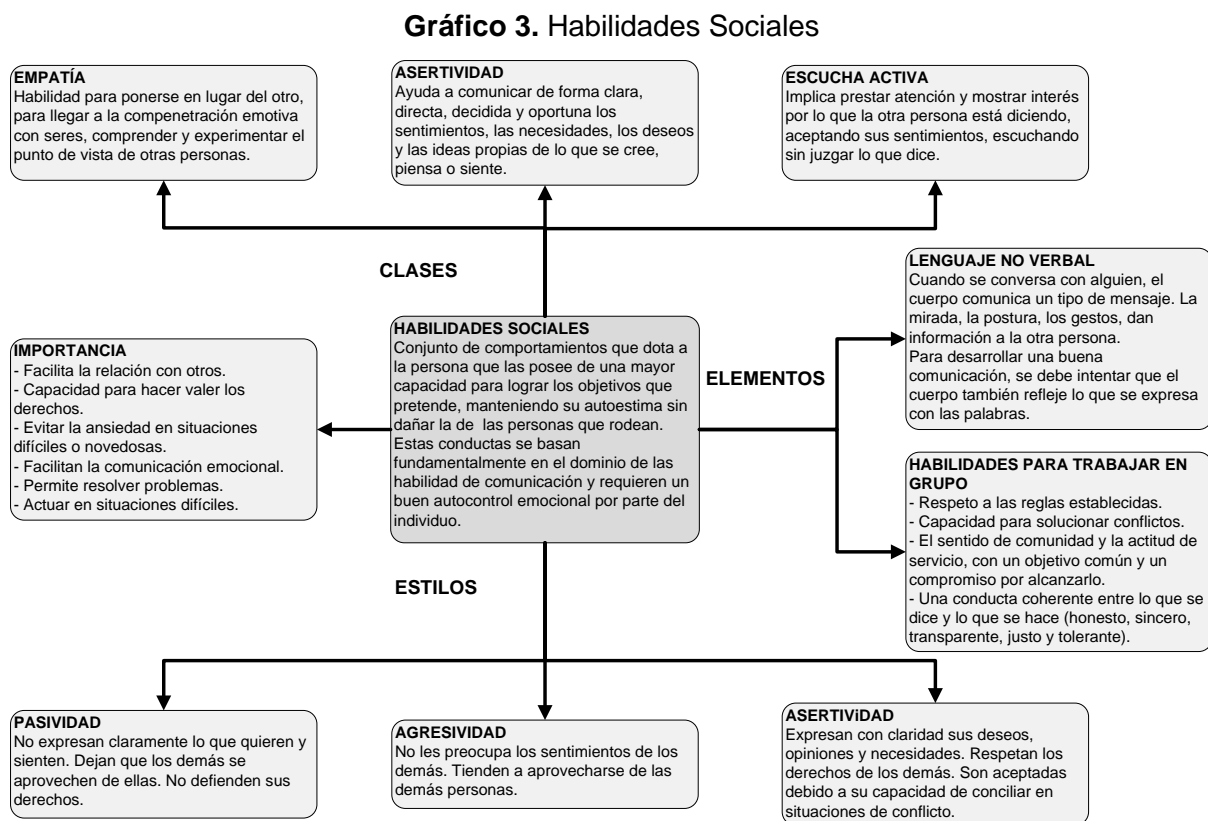 Gráfico 3. Habilidades Sociales
EMPATÍA
Habilidad para ponerse en lugar del otro,
para llegar a la compenetración emotiva
con seres, comprender y experimentar el
punto de vista de otras personas.
ASERTIVIDAD
Ayuda a comunicar de forma clara,
directa, decidida y oportuna los
sentimientos, las necesidades, los deseos
y las ideas propias de lo que se cree,
piensa o siente.
ESCUCHA ACTIVA
Implica prestar atención y mostrar interés
por lo que la otra persona está diciendo,
aceptando sus sentimientos, escuchando
sin juzgar lo que dice.
CLASES
IMPORTANCIA
- Facilita la relación con otros.
- Capacidad para hacer valer los
derechos.
- Evitar la ansiedad en situaciones
difíciles o novedosas.
- Facilitan la comunicación emocional.
- Permite resolver problemas.
- Actuar en situaciones difíciles.
HABILIDADES SOCIALES
Conjunto de comportamientos que dota a
la persona que las posee de una mayor
capacidad para lograr los objetivos que
pretende, manteniendo su autoestima sin
dañar la de las personas que rodean.
Estas conductas se basan
fundamentalmente en el dominio de las
habilidad de comunicación y requieren un
buen autocontrol emocional por parte del
individuo.
ELEMENTOS
LENGUAJE NO VERBAL
Cuando se conversa con alguien, el
cuerpo comunica un tipo de mensaje. La
mirada, la postura, los gestos, dan
información a la otra persona.
Para desarrollar una buena
comunicación, se debe intentar que el
cuerpo también refleje lo que se expresa
con las palabras.
HABILIDADES PARA TRABAJAR EN
GRUPO
- Respeto a las reglas establecidas.
- Capacidad para solucionar conflictos.
- El sentido de comunidad y la actitud de
servicio, con un objetivo común y un
compromiso por alcanzarlo.
- Una conducta coherente entre lo que se
dice y lo que se hace (honesto, sincero,
transparente, justo y tolerante).
ESTILOS
PASIVIDAD
No expresan claramente lo que quieren y
sienten. Dejan que los demás se
aprovechen de ellas. No defienden sus
derechos.
AGRESIVIDAD
No les preocupa los sentimientos de los
demás. Tienden a aprovecharse de las
demás personas.
ASERTIViDAD
Expresan con claridad sus deseos,
opiniones y necesidades. Respetan los
derechos de los demás. Son aceptadas
debido a su capacidad de conciliar en
situaciones de conflicto.